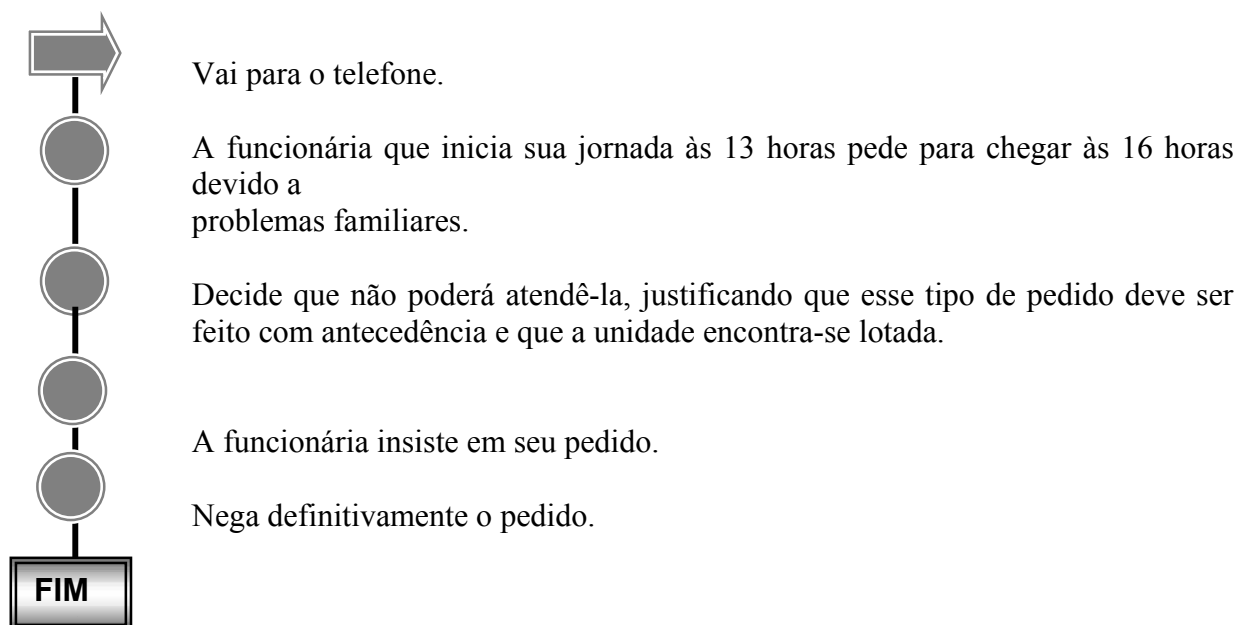 Vai para o telefone.
A funcionária que inicia sua jornada às 13 horas pede para chegar às 16 horas
devido a
problemas familiares.
Decide que não poderá atendê-la, justificando que esse tipo de pedido deve ser
feito com antecedência e que a unidade encontra-se lotada.
A funcionária insiste em seu pedido.
Nega definitivamente o pedido.
FIM